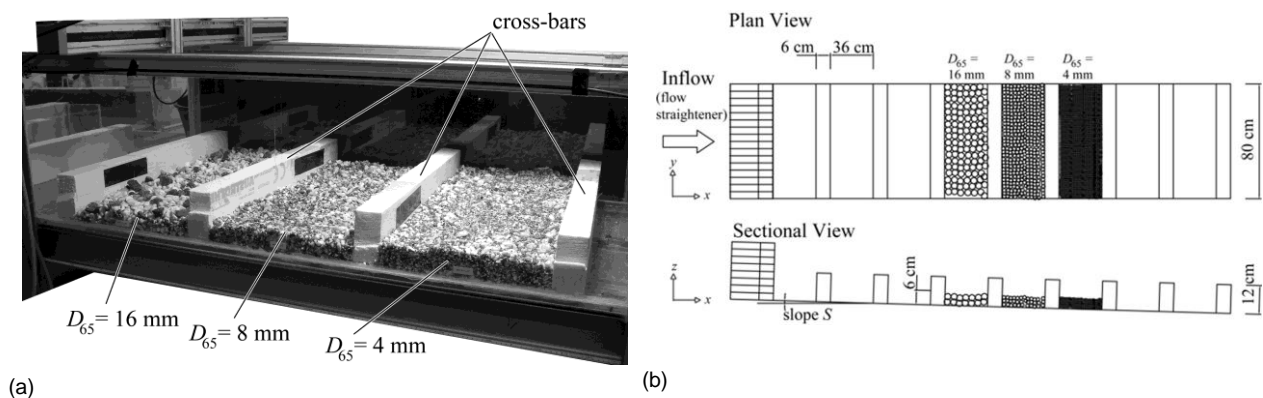 cross-bars
D65= 16 mm
D65= 8 mm
D65= 4 mm
(a)
Plan View
6 cm
36 cm
D65 =
16 mm
D65 =
8 mm
D65 =
4 mm
Inflow
(flow
straightener)
y
x
80 cm
Sectional View
z
x
6 cm
slope S
12 cm
(b)